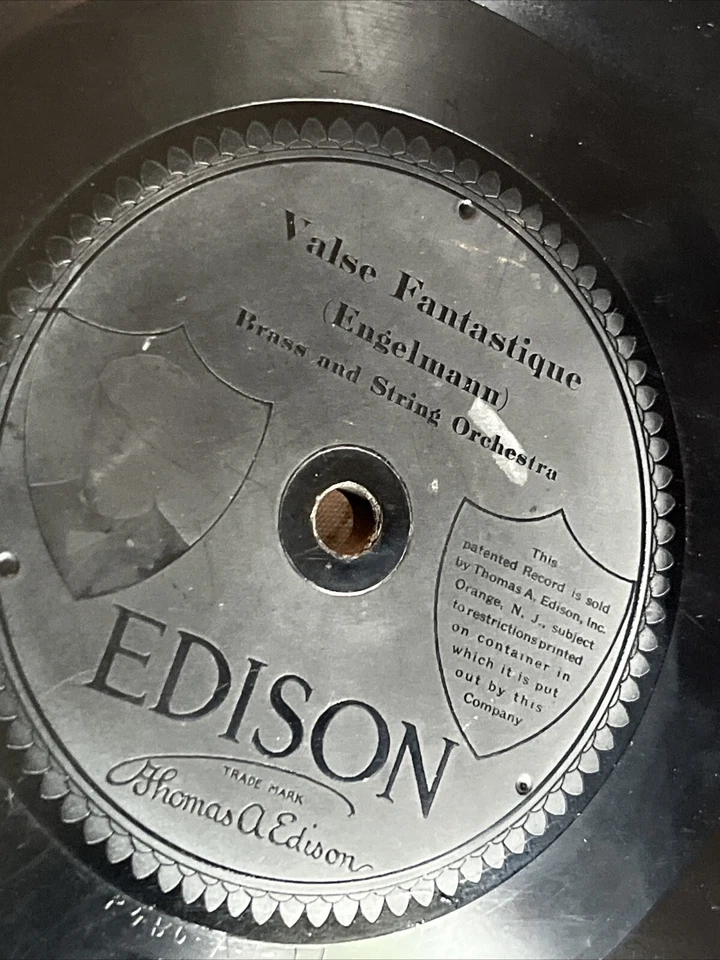 Valse Fantastique
(Engelmann)
Brass and String Orchestra
This
patented Record is sold
by Thomas A. Edison, Inc.
Orange, N. J., subject
to restrictions printed
on container in
which it is put
out by this
Company
EDISON
TRADE MARK
Thomas A Edison